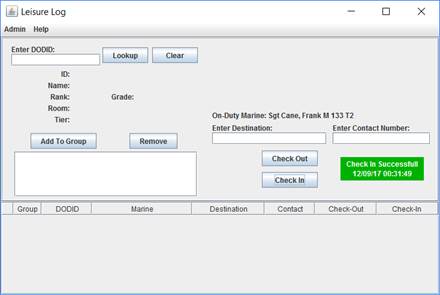 Leisure Log
Admin Help
Enter DODID:
Lookup Clear
ID:
Name:
Rank: Grade:
Room:
Tier:
On-Duty Marine: Sgt Cane, Frank M 133 T2
Enter Destination: Enter Contact Number:
Add To Group Remove
Check Out
Check In
Check In Successful!
12/09/17 00:31:49
Group DODID Marine Destination Contact Check-Out Check-In